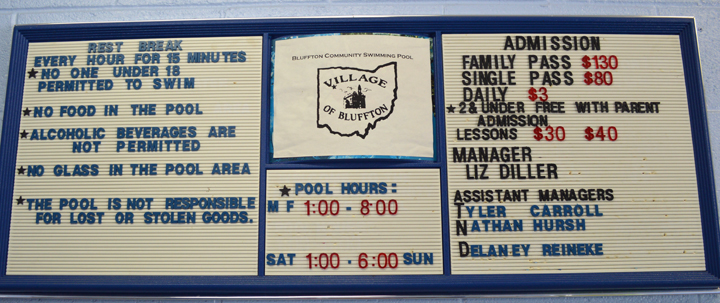 REST BREAK
EVERY HOUR FOR 15 MINUTES
★NO ONE UNDER 18
PERMITTED TO SWIM
★NO FOOD IN THE POOL
★ALCOHOLIC BEVERAGES ARE
NOT PERMITTED
★NO GLASS IN THE POOL AREA
★THE POOL IS NOT RESPONSIBLE
FOR LOST OR STOLEN GOODS.
BLUFFTON COMMUNITY SWIMMING POOL
VILLAGE
OF BLUFFTON
★POOL HOURS:
M F 1:00 - 8:00
SAT 1:00 - 6:00 SUN
ADMISSION
FAMILY PASS $130
SINGLE PASS $80
DAILY $3
★2 & UNDER FREE WITH PARENT
ADMISSION
LESSONS $30 $40
MANAGER
LIZ DILLER
ASSISTANT MANAGERS
TYLER CARROLL
NATHAN HURSH
DELANEY REINEKE